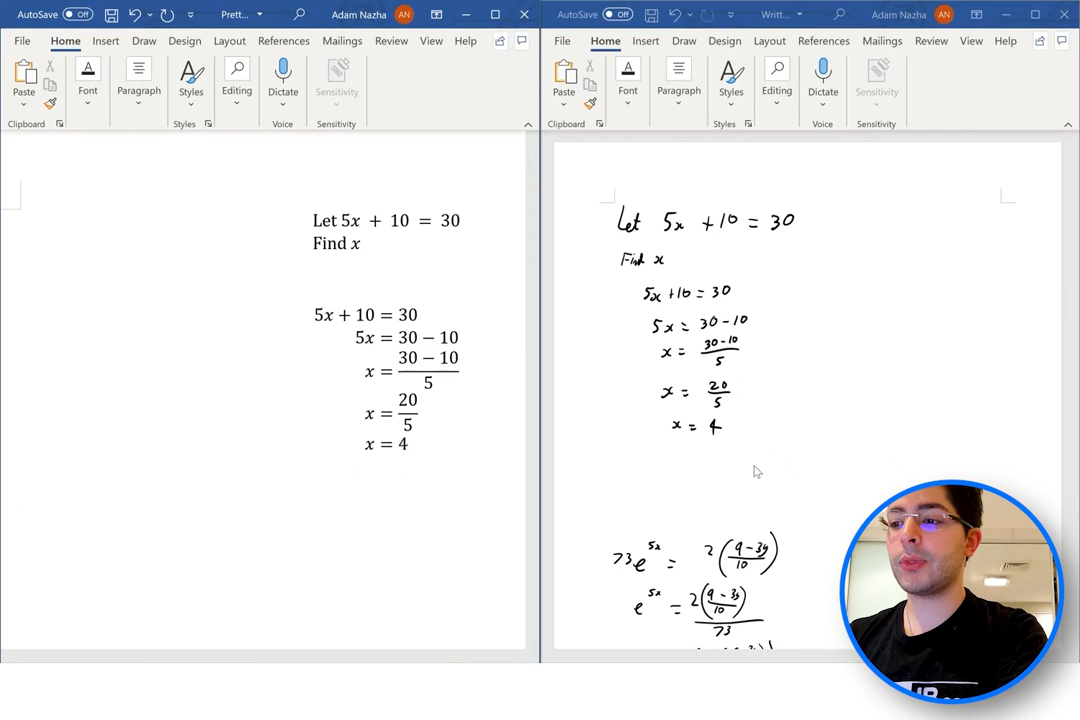 AutoSave Off Prett... Adam Nazha AN
File Home Insert Draw Design Layout References Mailings Review View Help
Paste Font Paragraph Styles Editing Dictate Sensitivity
Clipboard Styles Voice Sensitivity
Let 5x + 10 = 30
Find x
5x + 10 = 30
5x = 30 − 10
x = (30 − 10)/5
x = 20/5
x = 4
AutoSave Off Writt... Adam Nazha AN
File Home Insert Draw Design Layout References Mailings Review View Help
Paste Font Paragraph Styles Editing Dictate Sensitivity
Clipboard Styles Voice Sensitivity
Let 5x + 10 = 30
Find x
5x + 10 = 30
5x = 30 − 10
x = (30 − 10)/5
x = 20/5
x = 4
73e^5x = 2((9 − 3y)/10)
e^5x = 2((9 − 3y)/10)/73